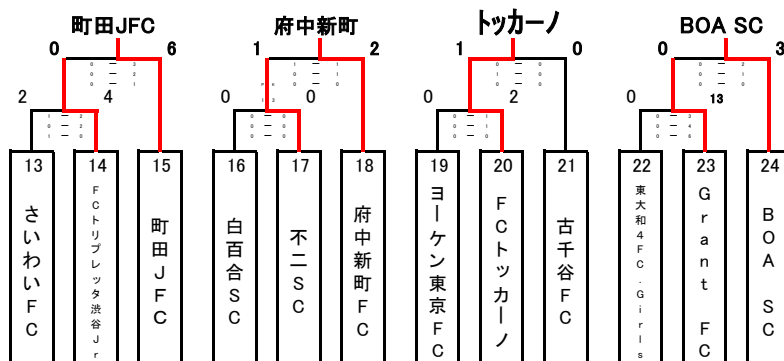 町田JFC 府中新町 トッカーノ BOA SC
0 6 1 2 1 0 0 3
2 4 0 0 0 2 0 13
13 14 15 16 17 18 19 20 21 22 23 24
さいわいFC
FCトリプレッタ渋谷Jr
町田JFC
白百合SC
不二SC
府中新町FC
ヨーケン東京FC
FCトッカーノ
古千谷FC
東大和4FC.Girls
Grant FC
BOA SC